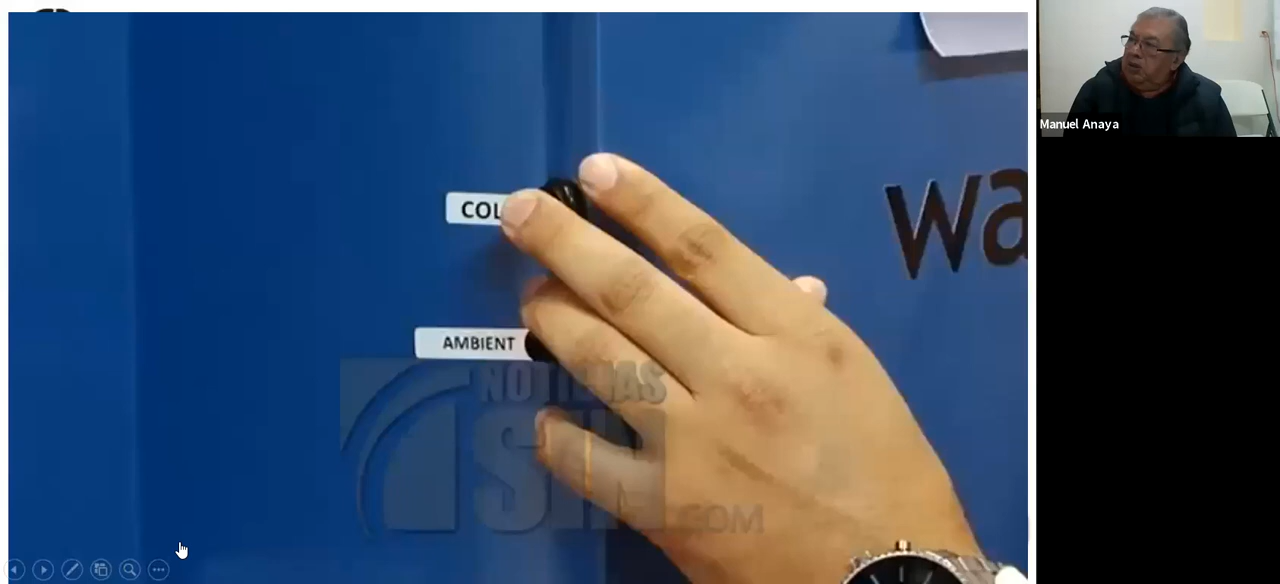 COL
wa
AMBIENT
NOTICIAS
SIN
.COM
Manuel Anaya